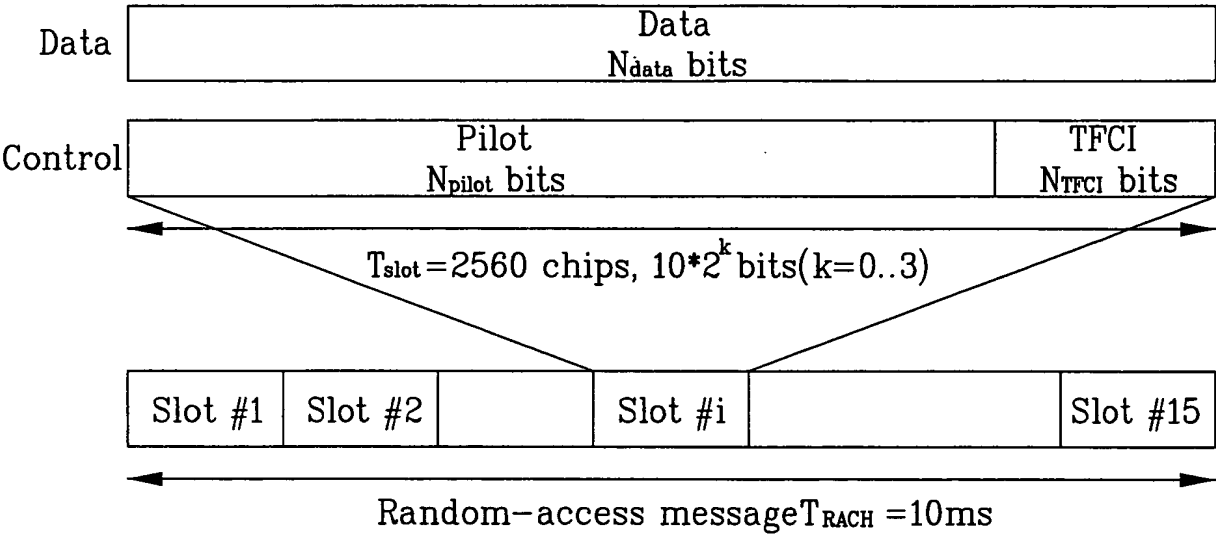 Data
Data
Ndata bits
Control
Pilot
Npilot bits
TFCI
NTFCI bits
Tslot=2560 chips, 10*2^k bits(k=0..3)
Slot #1 Slot #2 Slot #i Slot #15
Random-access messageTRACH =10ms